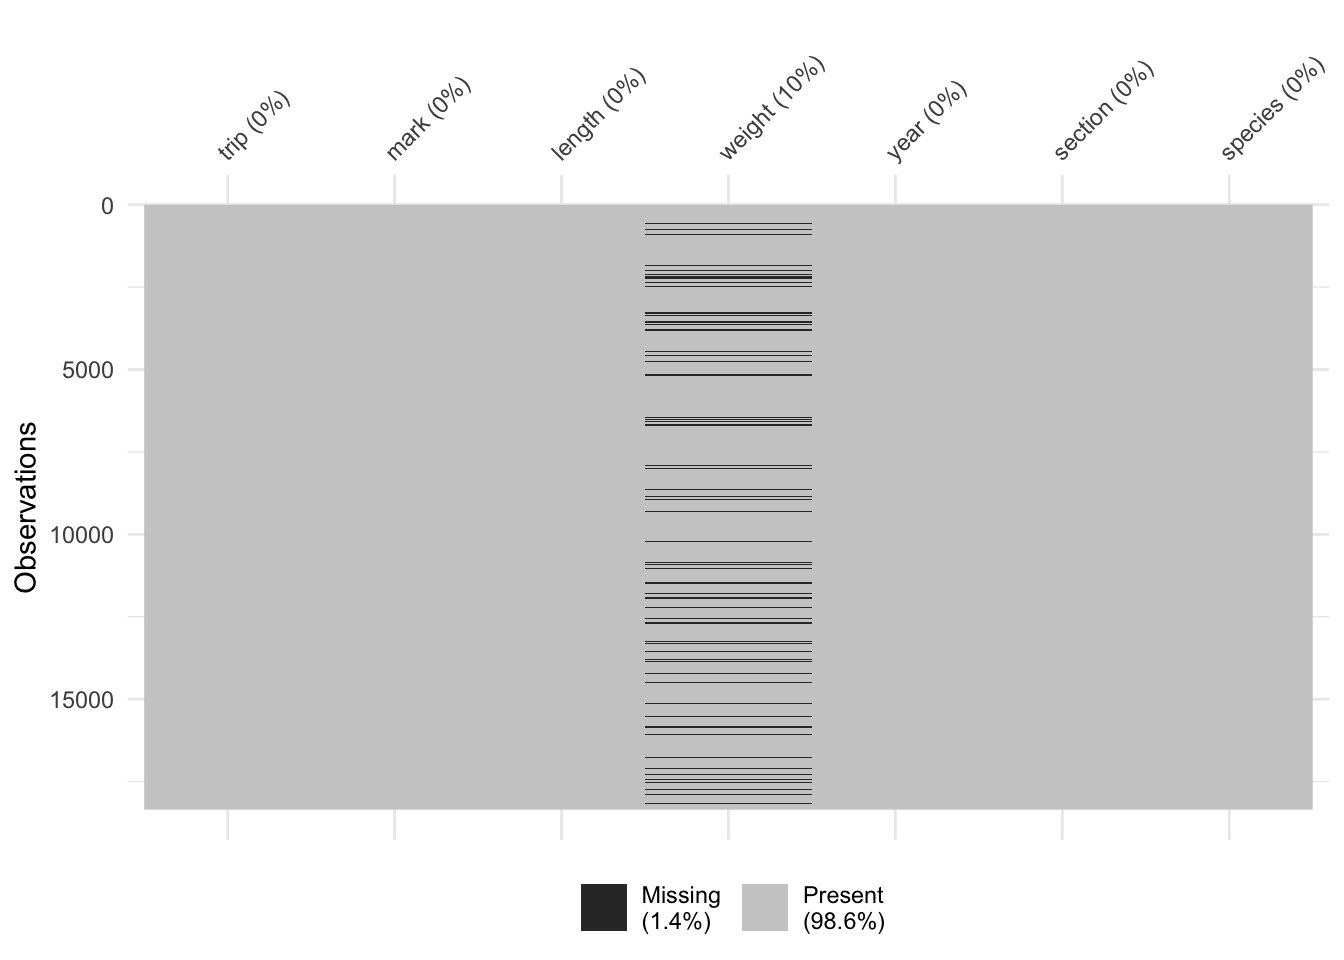 trip (0%)
mark (0%)
length (0%)
weight (10%)
year (0%)
section (0%)
species (0%)
0
5000
10000
15000
Observations
Missing
(1.4%)
Present
(98.6%)